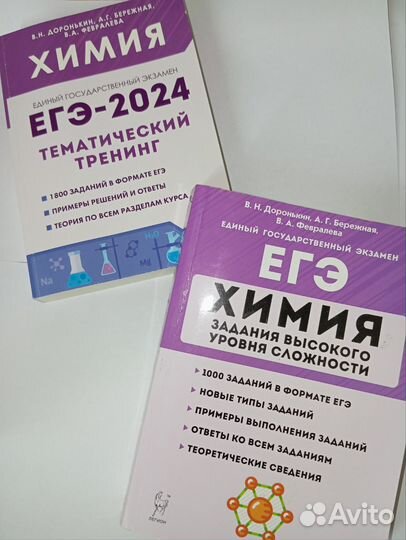 В.Н. ДОРОНЬКИН, А.Г. БЕРЕЖНАЯ,
В.А. ФЕВРАЛЕВА
ХИМИЯ
ЕДИНЫЙ ГОСУДАРСТВЕННЫЙ ЭКЗАМЕН
ЕГЭ-2024
ТЕМАТИЧЕСКИЙ
ТРЕНИНГ
1800 ЗАДАНИЙ В ФОРМАТЕ ЕГЭ
ПРИМЕРЫ РЕШЕНИЙ И ОТВЕТЫ
ТЕОРИЯ ПО ВСЕМ РАЗДЕЛАМ КУРСА
H₂O
Na
Mg
В. Н. Доронькин, А. Г. Бережная,
В. А. Февралева
ЕДИНЫЙ ГОСУДАРСТВЕННЫЙ ЭКЗАМЕН
ЕГЭ
ХИМИЯ
ЗАДАНИЯ ВЫСОКОГО
УРОВНЯ СЛОЖНОСТИ
1000 ЗАДАНИЙ В ФОРМАТЕ ЕГЭ
НОВЫЕ ТИПЫ ЗАДАНИЙ
ПРИМЕРЫ ВЫПОЛНЕНИЯ ЗАДАНИЙ
ОТВЕТЫ КО ВСЕМ ЗАДАНИЯМ
ТЕОРЕТИЧЕСКИЕ СВЕДЕНИЯ
ЛЕГИОН
Avito